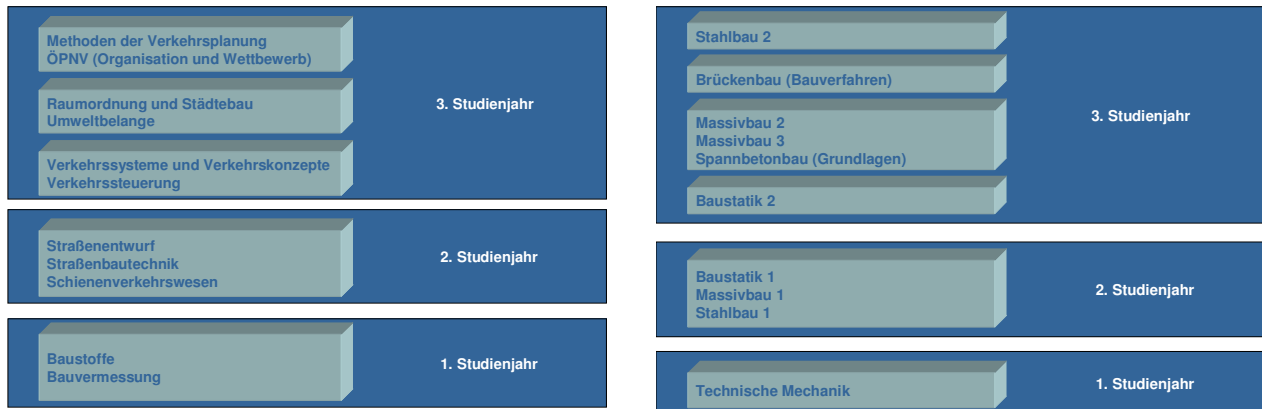 Methoden der Verkehrsplanung
ÖPNV (Organisation und Wettbewerb)
Raumordnung und Städtebau
Umweltbelange
Verkehrssysteme und Verkehrskonzepte
Verkehrssteuerung
3. Studienjahr
Straßenentwurf
Straßenbautechnik
Schienenverkehrswesen
2. Studienjahr
Baustoffe
Bauvermessung
1. Studienjahr
Stahlbau 2
Brückenbau (Bauverfahren)
Massivbau 2
Massivbau 3
Spannbetonbau (Grundlagen)
Baustatik 2
3. Studienjahr
Baustatik 1
Massivbau 1
Stahlbau 1
2. Studienjahr
Technische Mechanik
1. Studienjahr